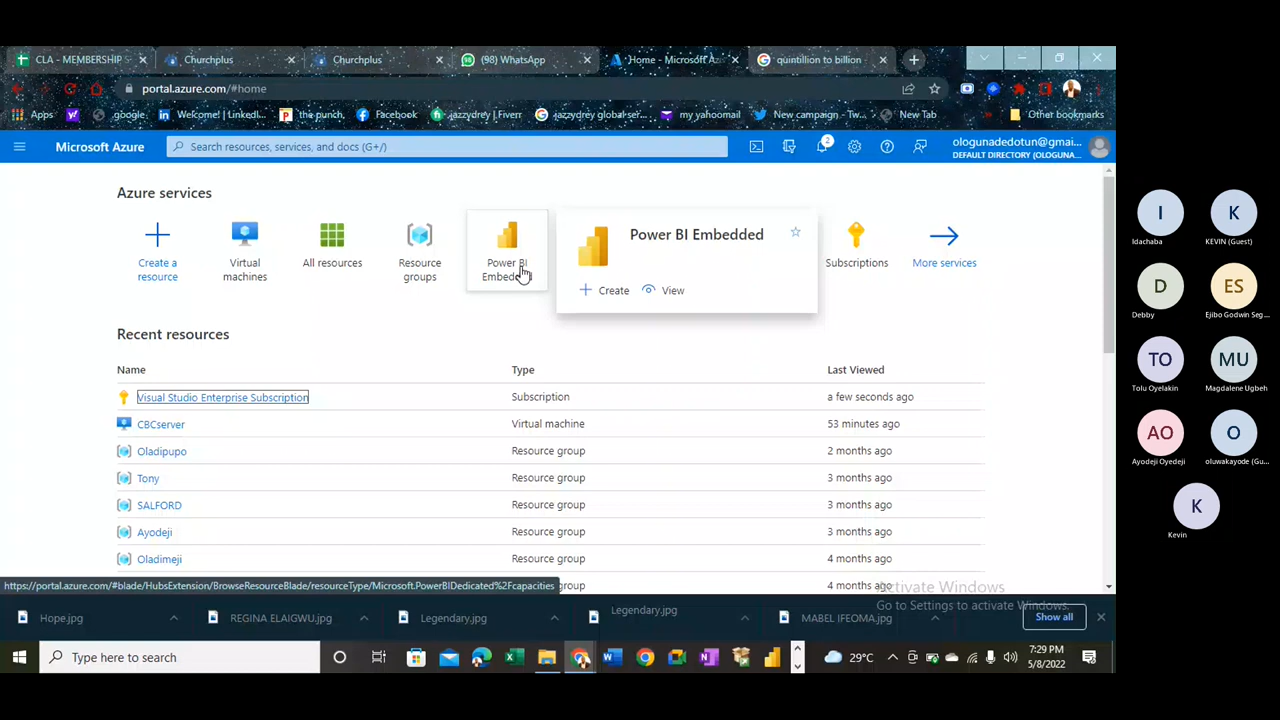 CLA - MEMBERSHIP S
Churchplus
Churchplus
(98) WhatsApp
Home - Microsoft Az
quintillion to billion
portal.azure.com/#home
Apps
google
Welcome! | LinkedI...
the punch,
Facebook
jazzydrey |Fiverr
jazzydrey global-ser...
my yahoomail
New campaign - Tw...
New Tab
Other bookmarks
Microsoft Azure
Search resources, services, and docs (G+/)
2
ologunadedotun@gmai...
DEFAULT DIRECTORY (OLOGUNA...
Azure services
Create a
resource
Virtual
machines
All resources
Resource
groups
Power BI
Embedded
Power BI Embedded
Create
View
Subscriptions
More services
Recent resources
Name Type Last Viewed
Visual Studio Enterprise Subscription Subscription a few seconds ago
CBCserver Virtual machine 53 minutes ago
Oladipupo Resource group 2 months ago
Tony Resource group 3 months ago
SALFORD Resource group 3 months ago
Ayodeji Resource group 3 months ago
Oladimeji Resource group 4 months ago
group 4 months ago
https://portal.azure.com/#blade/HubsExtension/BrowseResourceBlade/resourceType/Microsoft.PowerBIDedicated%2Fcapacities
Activate Windows
Go to Settings to activate Windows.
Hope.jpg
REGINA ELAIGWU.jpg
Legendary.jpg
Legendary.jpg
MABEL IFEOMA.jpg
Show all
Type here to search
29°C
7:29 PM
5/8/2022
I
Idachaba
K
KEVIN (Guest)
D
Debby
ES
Ejibo Godwin Seg...
TO
Tolu Oyelakin
MU
Magdalene Ugbeh
AO
Ayodeji Oyedeji
O
oluwakayode (Gu...
K
Kevin